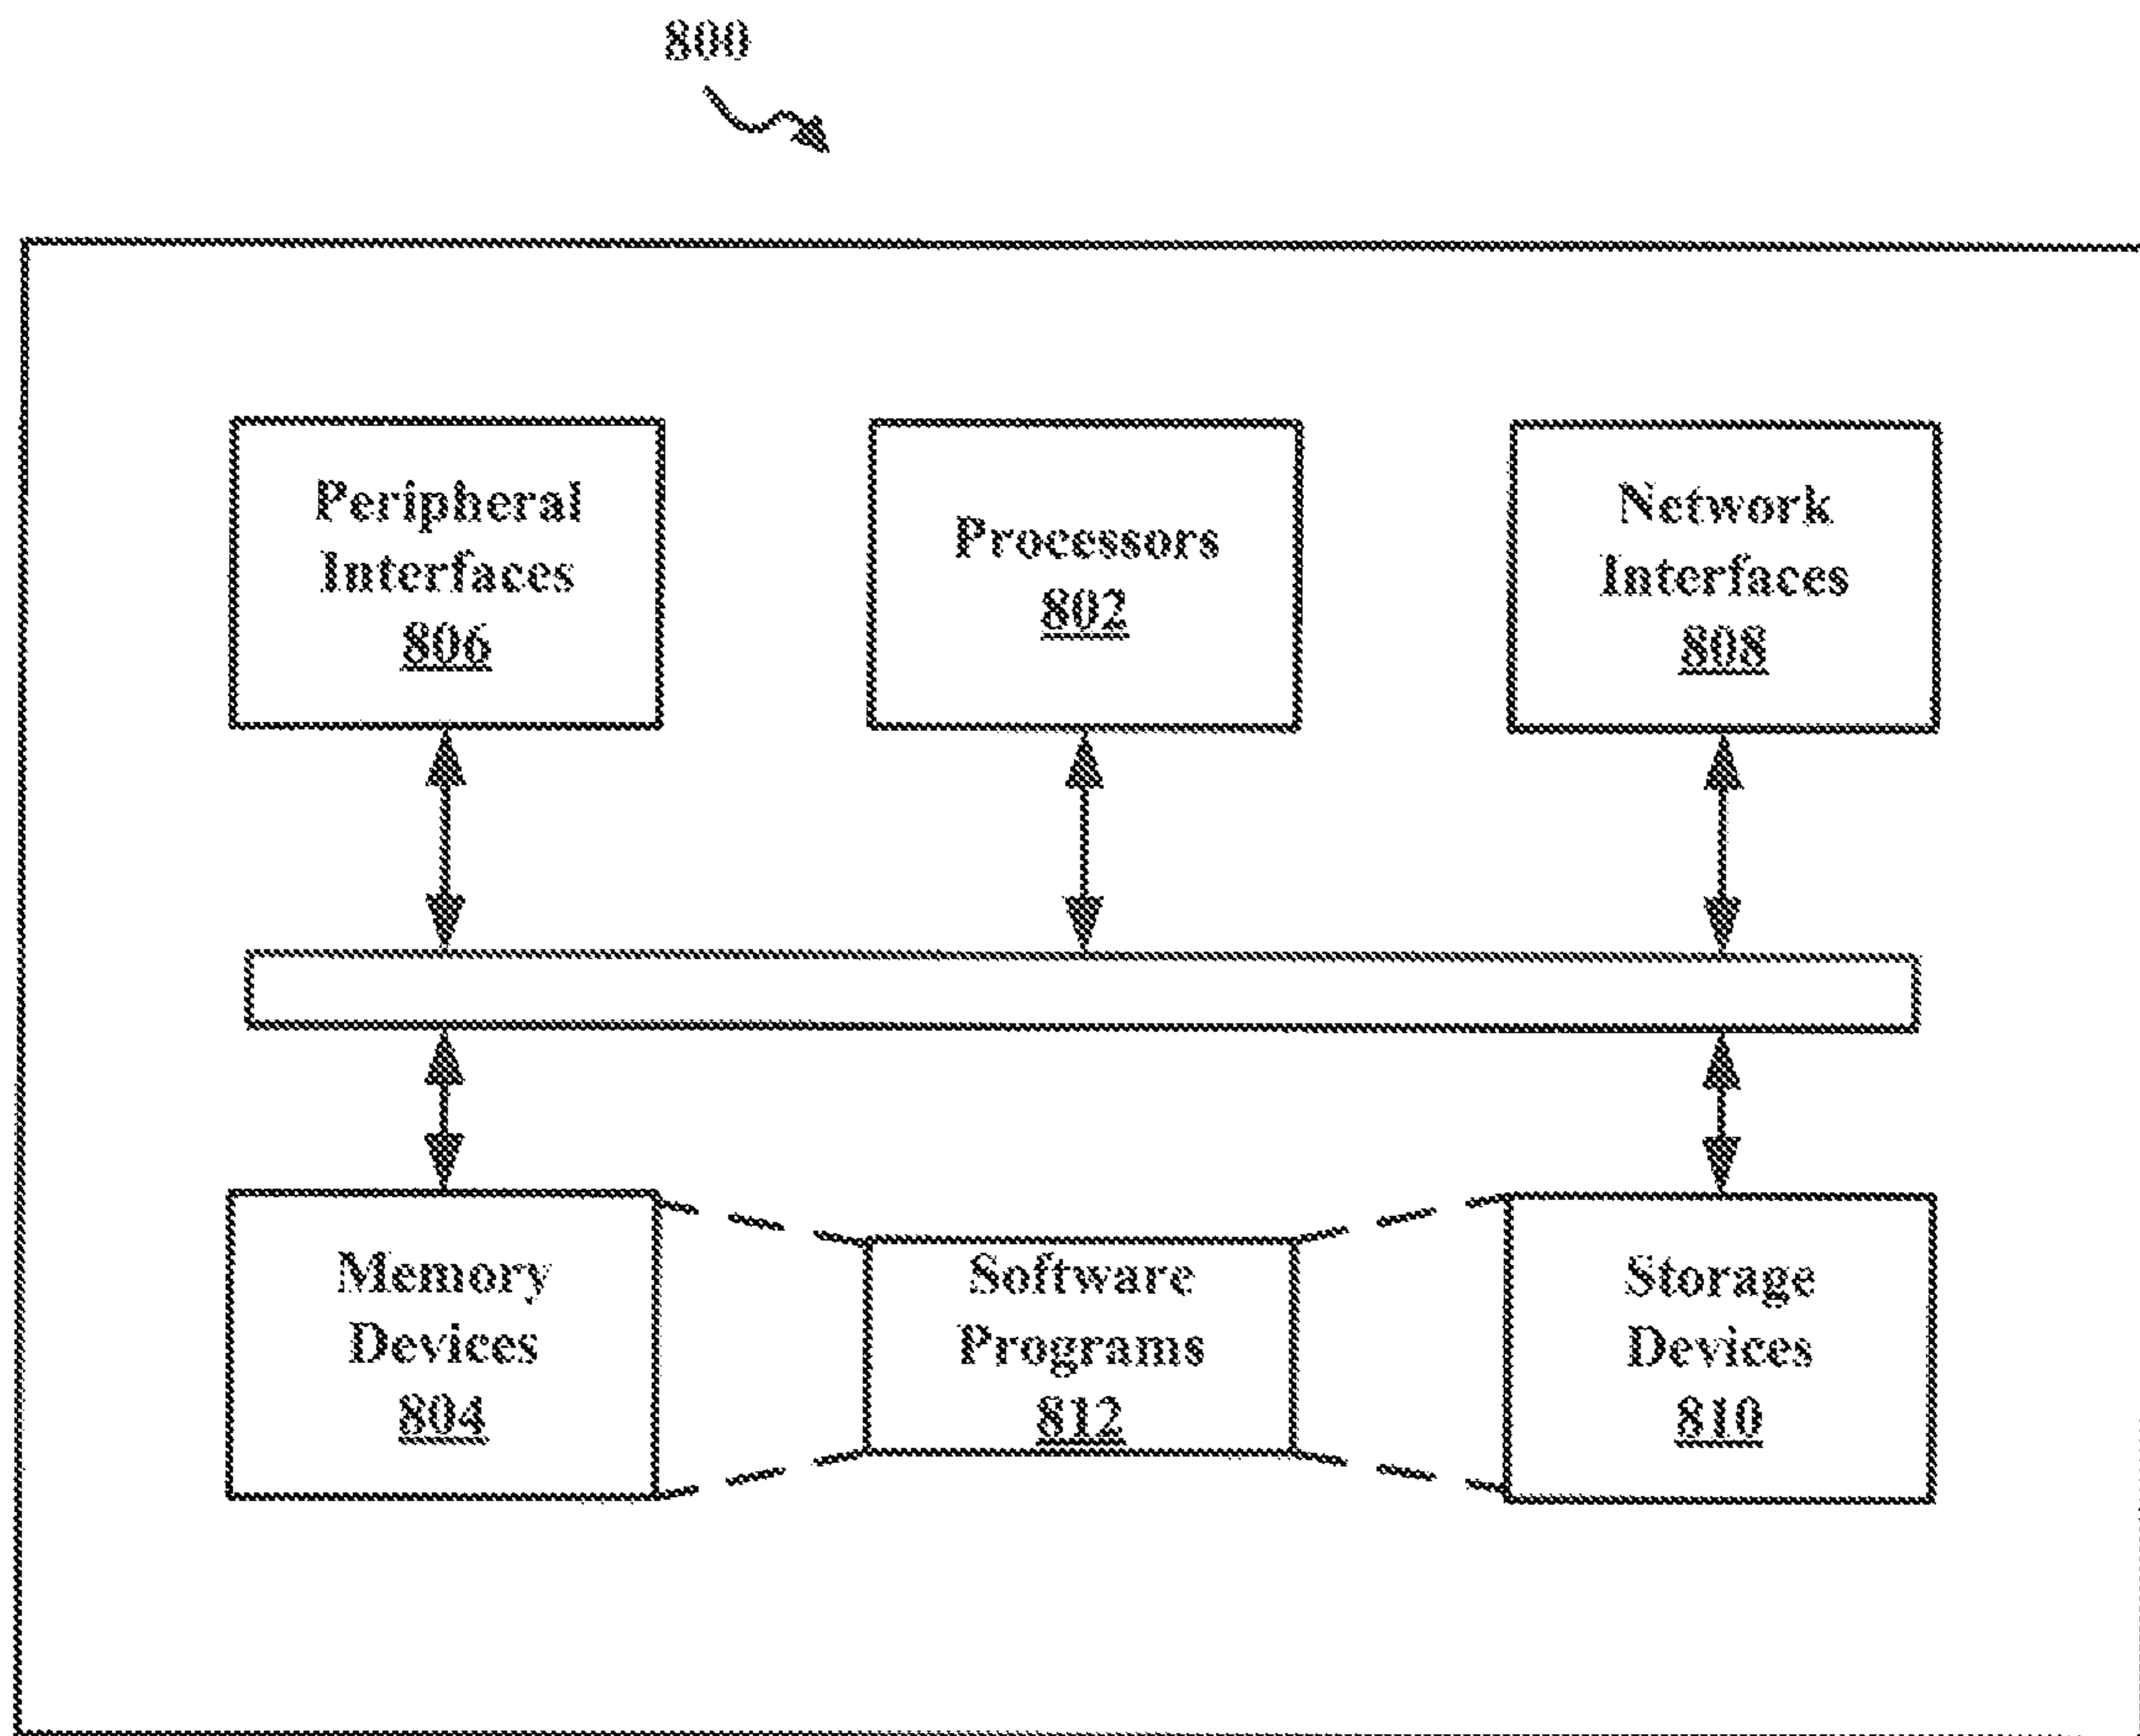 800
Peripheral
Interfaces
806
Processors
802
Network
Interfaces
808
Memory
Devices
804
Software
Programs
812
Storage
Devices
810